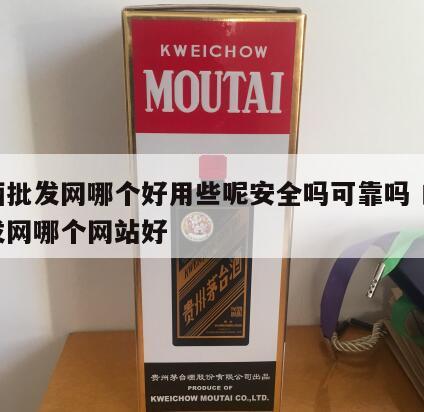 KWEICHOW
MOUTAI
批发网哪个好用些呢安全吗可靠吗
网哪个网站好
KWEICHOW
贵州茅台酒
贵州茅台酒股份有限公司出品
PRODUCE OF
KWEICHOW MOUTAI CO.,LTD.